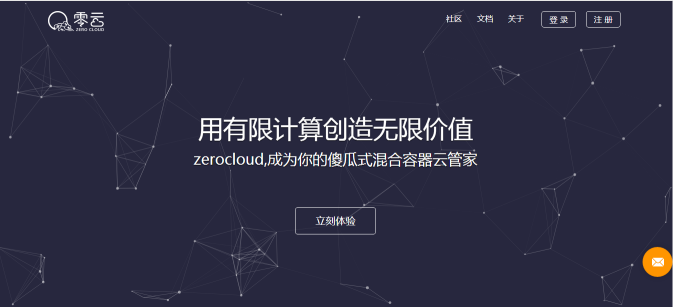 零云
ZERO CLOUD
社区 文档 关于 登 录 注 册
用有限计算创造无限价值
zerocloud,成为你的傻瓜式混合容器云管家
立刻体验